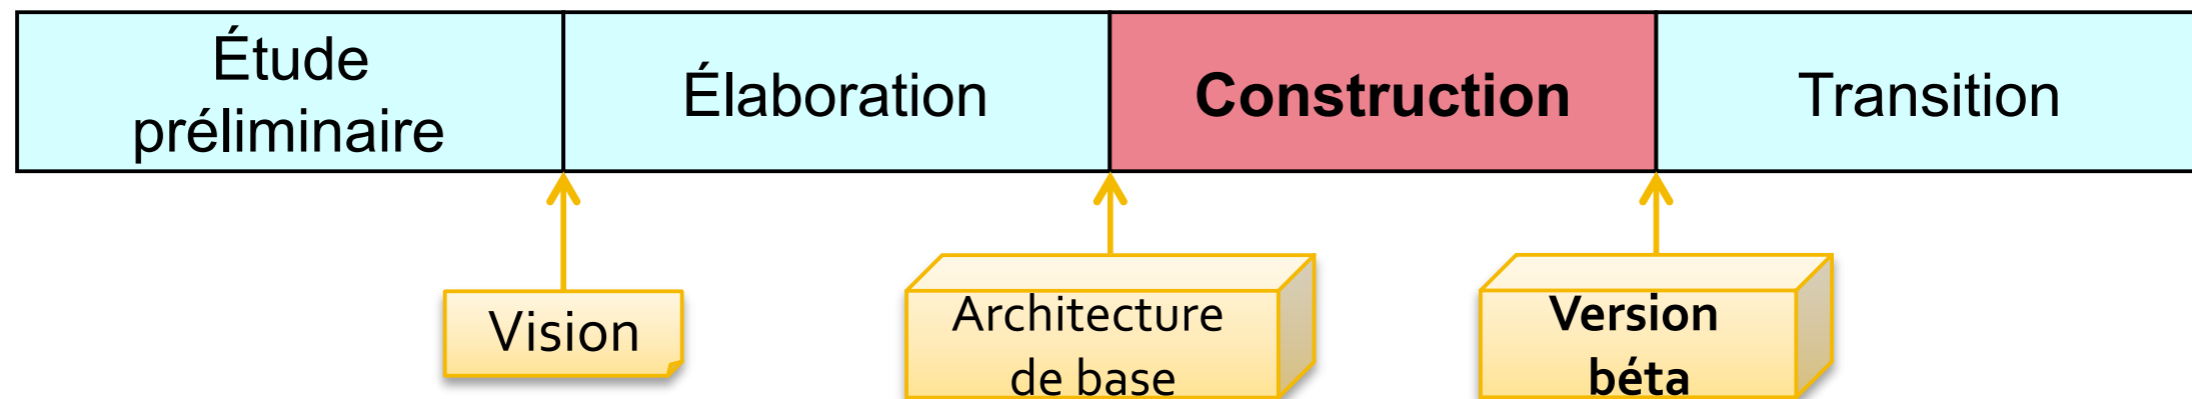 Étude
préliminaire
Élaboration
Construction
Transition
Vision
Architecture
de base
Version
béta